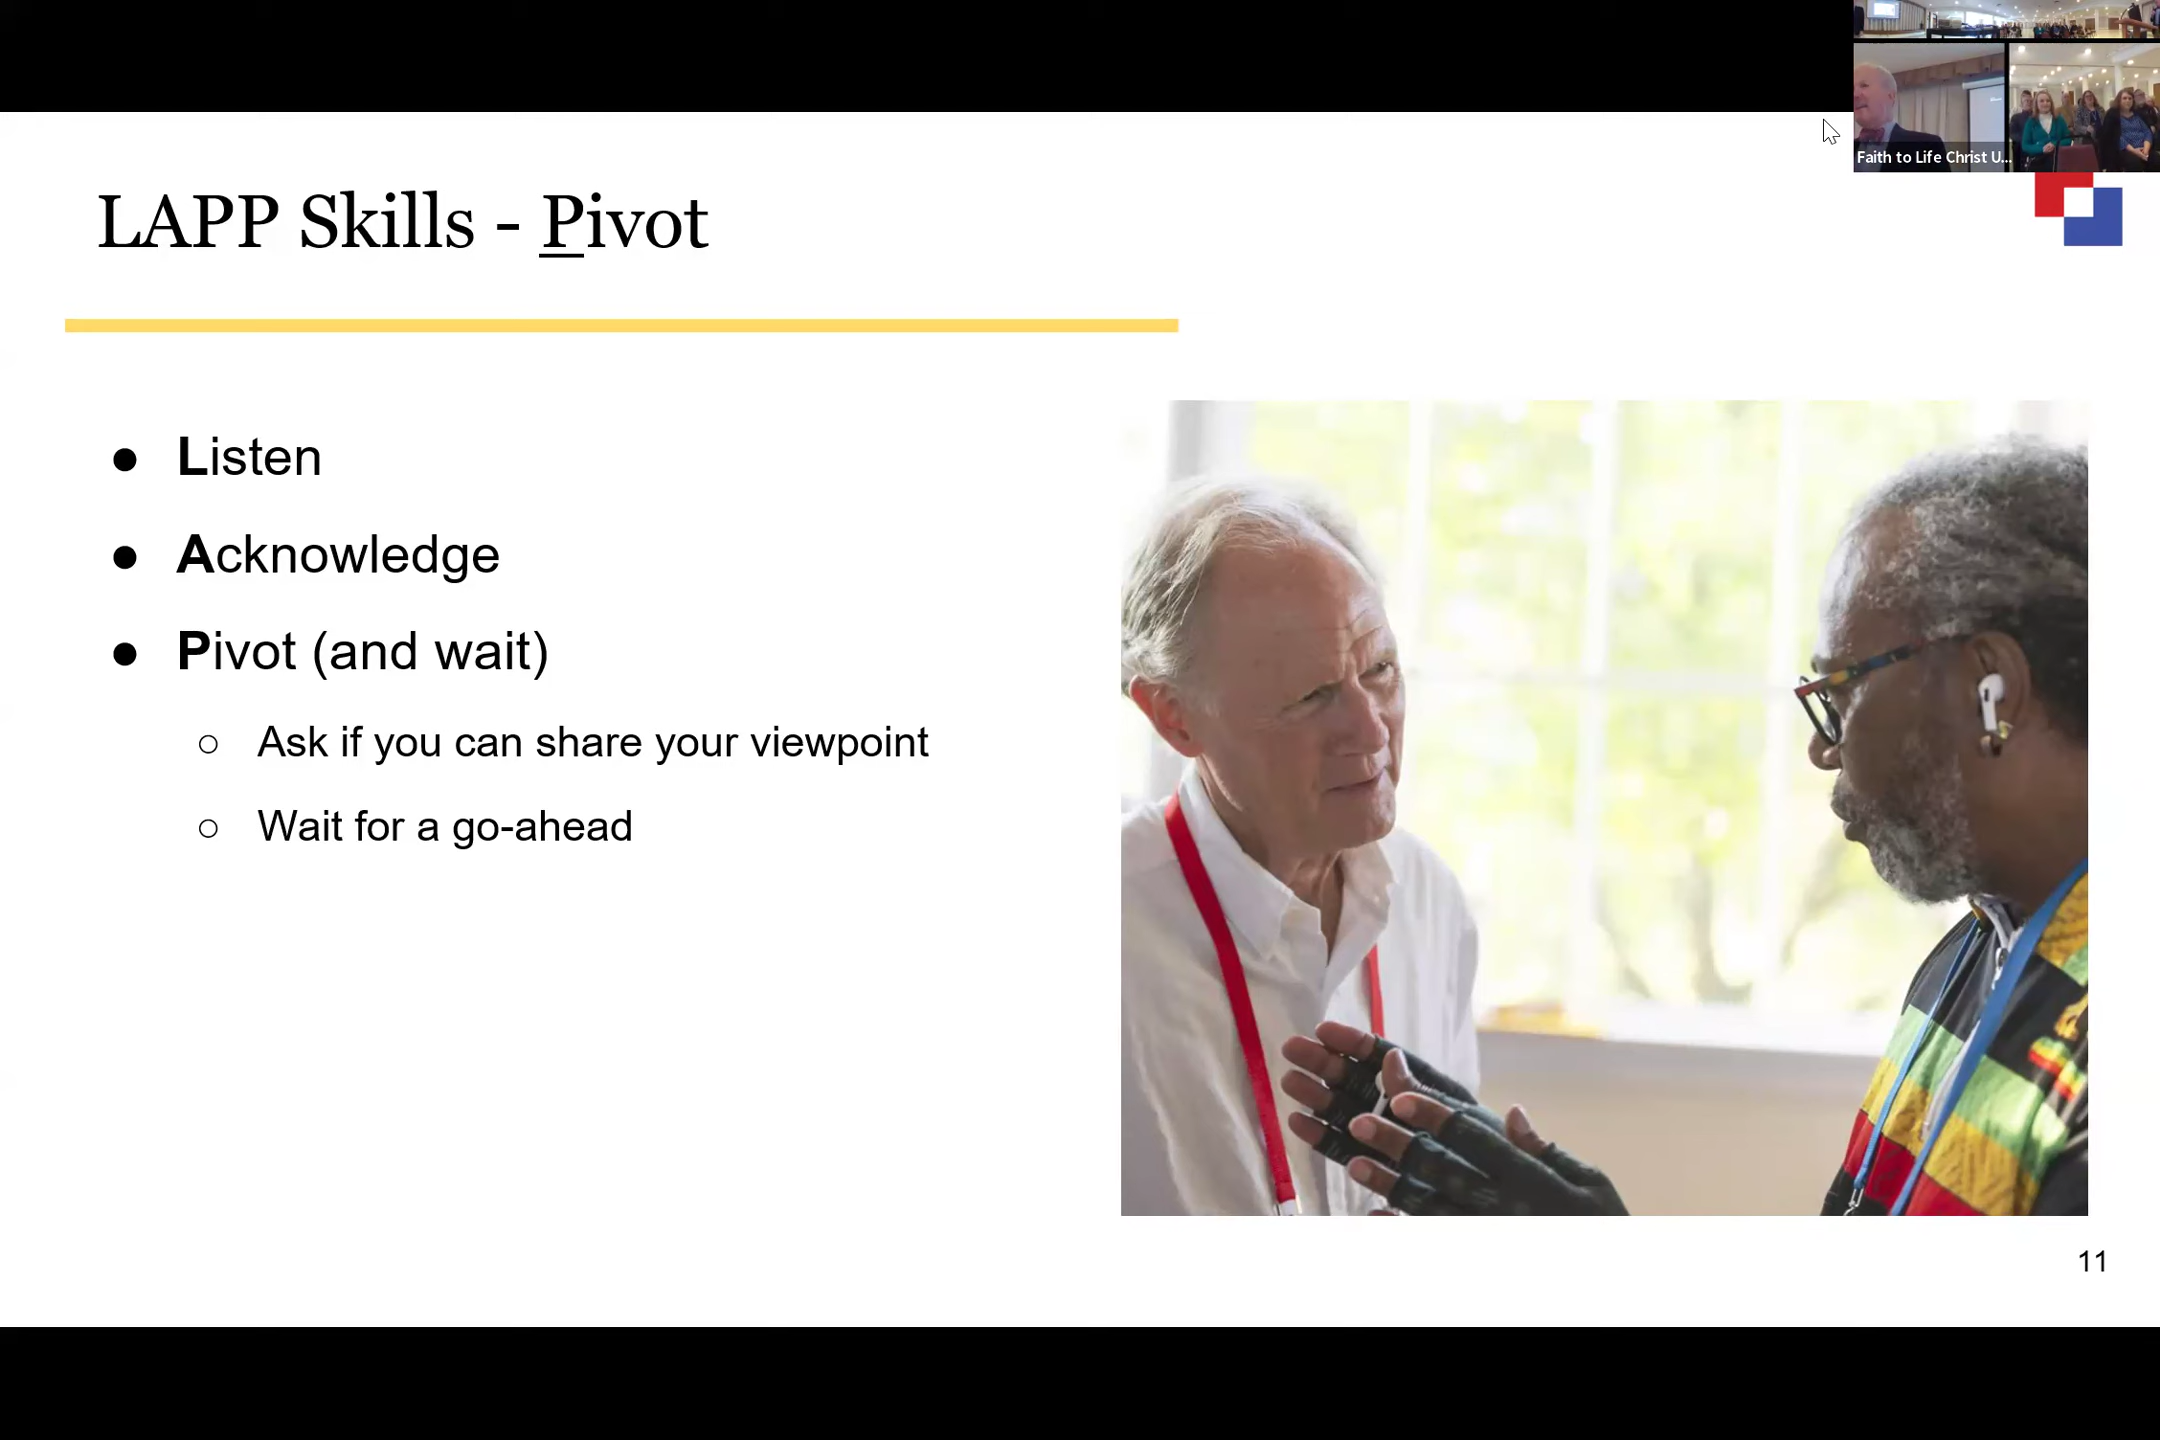 Faith to Life Christ U...
LAPP Skills - Pivot
● Listen
● Acknowledge
● Pivot (and wait)
○ Ask if you can share your viewpoint
○ Wait for a go-ahead
11